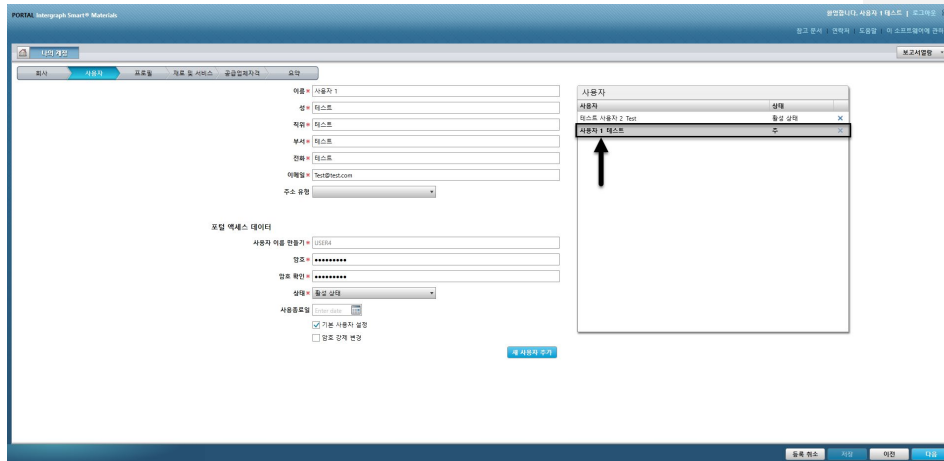 PORTAL Intergraph Smart® Materials
환영합니다, 사용자 1 테스트 | 로그아웃
참고 문서 | 연락처 | 도움말 | 이 소프트웨어에 관하
나의 계정
보고서열람
회사 사용자 프로필 재료 및 서비스 공급업체자격 요약
이름* 사용자 1
성* 테스트
직위* 테스트
부서* 테스트
전화* 테스트
이메일* Test@test.com
주소 유형
포털 액세스 데이터
사용자 이름 만들기* USER4
암호* •••••••••
암호 확인* •••••••••
상태* 활성 상태
사용종료일 Enter date
기본 사용자 설정
암호 강제 변경
새 사용자 추가
사용자
사용자 상태
테스트 사용자 2 Test 활성 상태 ×
사용자 1 테스트 주 ×
등록 취소 저장 이전 다음